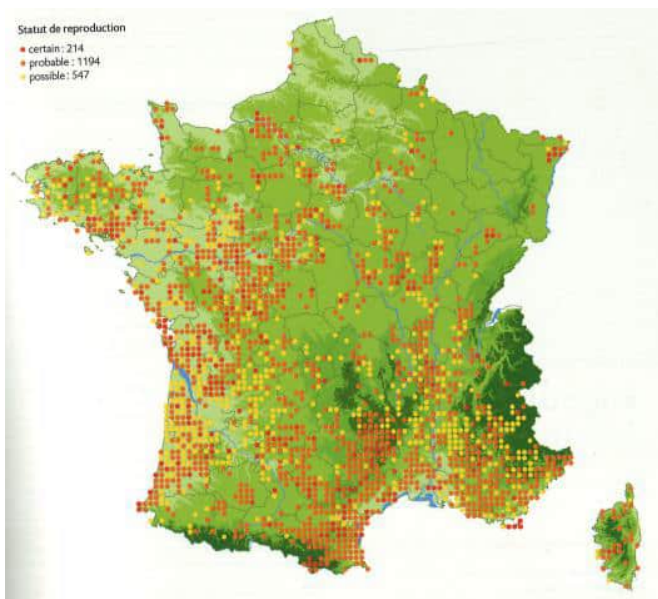 Statut de reproduction
certain : 214
probable : 1194
possible : 547